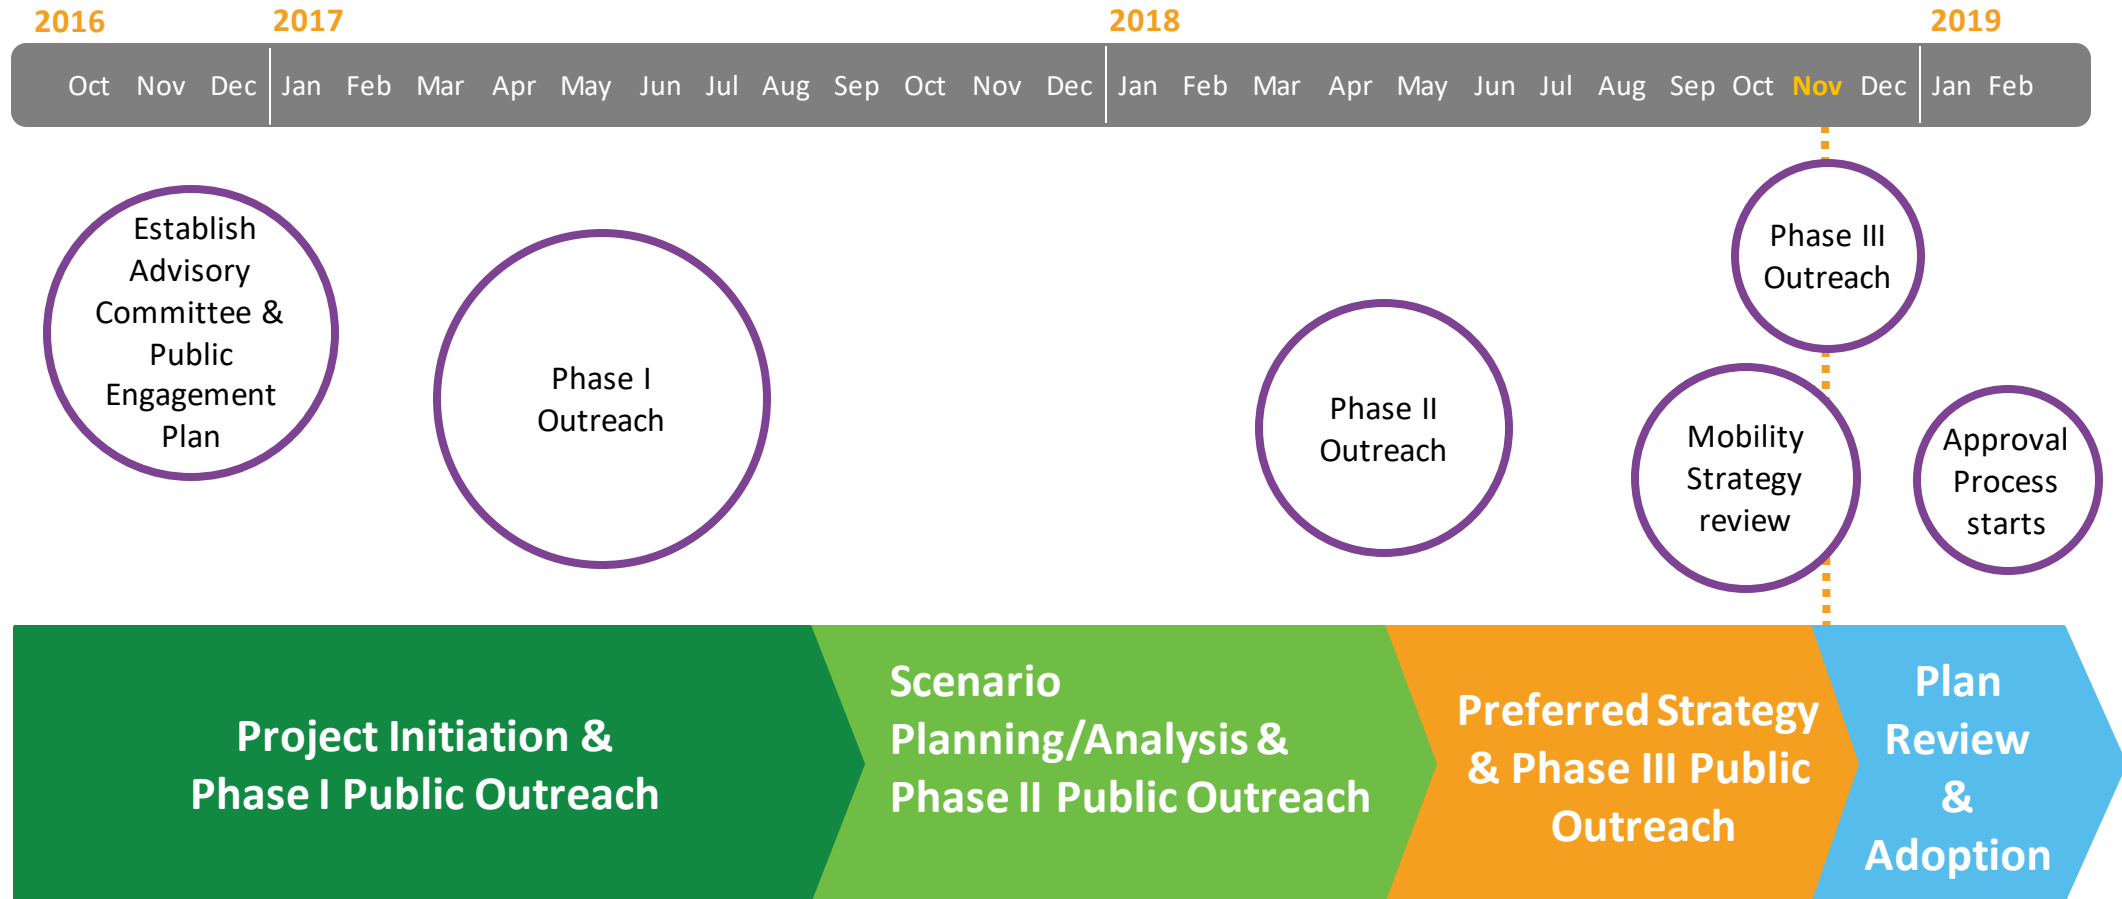 2016 2017 2018 2019
Oct Nov Dec Jan Feb Mar Apr May Jun Jul Aug Sep Oct Nov Dec Jan Feb Mar Apr May Jun Jul Aug Sep Oct Nov Dec Jan Feb
Establish
Advisory
Committee &
Public
Engagement
Plan
Phase I
Outreach
Phase II
Outreach
Phase III
Outreach
Mobility
Strategy
review
Approval
Process
starts
Project Initiation &
Phase I Public Outreach
Scenario
Planning/Analysis &
Phase II Public Outreach
Preferred Strategy
& Phase III Public
Outreach
Plan
Review
&
Adoption